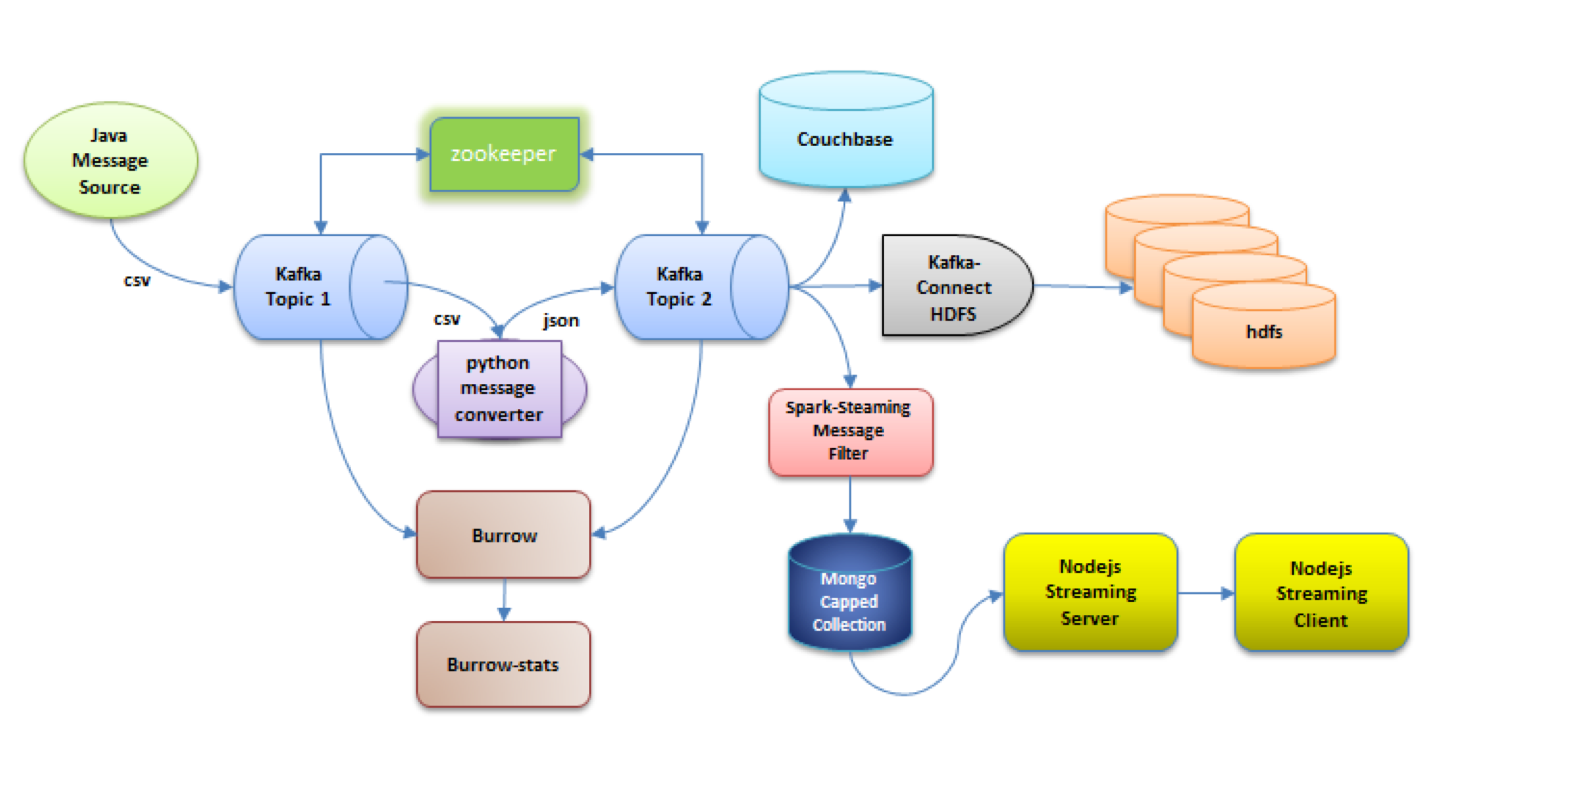 Java
Message
Source
csv
zookeeper
Kafka
Topic 1
csv
json
python
message
converter
Kafka
Topic 2
Couchbase
Kafka-
Connect
HDFS
hdfs
Spark-Steaming
Message
Filter
Mongo
Capped
Collection
Nodejs
Streaming
Server
Nodejs
Streaming
Client
Burrow
Burrow-stats